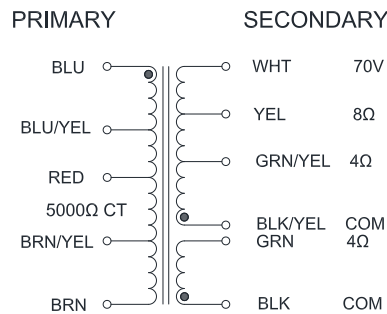 PRIMARY SECONDARY
BLU WHT 70V
YEL 8Ω
BLU/YEL
GRN/YEL 4Ω
RED
5000Ω CT
BLK/YEL COM
BRN/YEL GRN 4Ω
BRN BLK COM